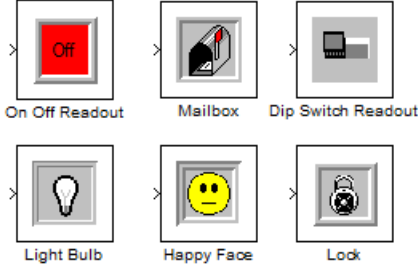 Off
On Off Readout
Mailbox
Dip Switch Readout
Light Bulb
Happy Face
Lock